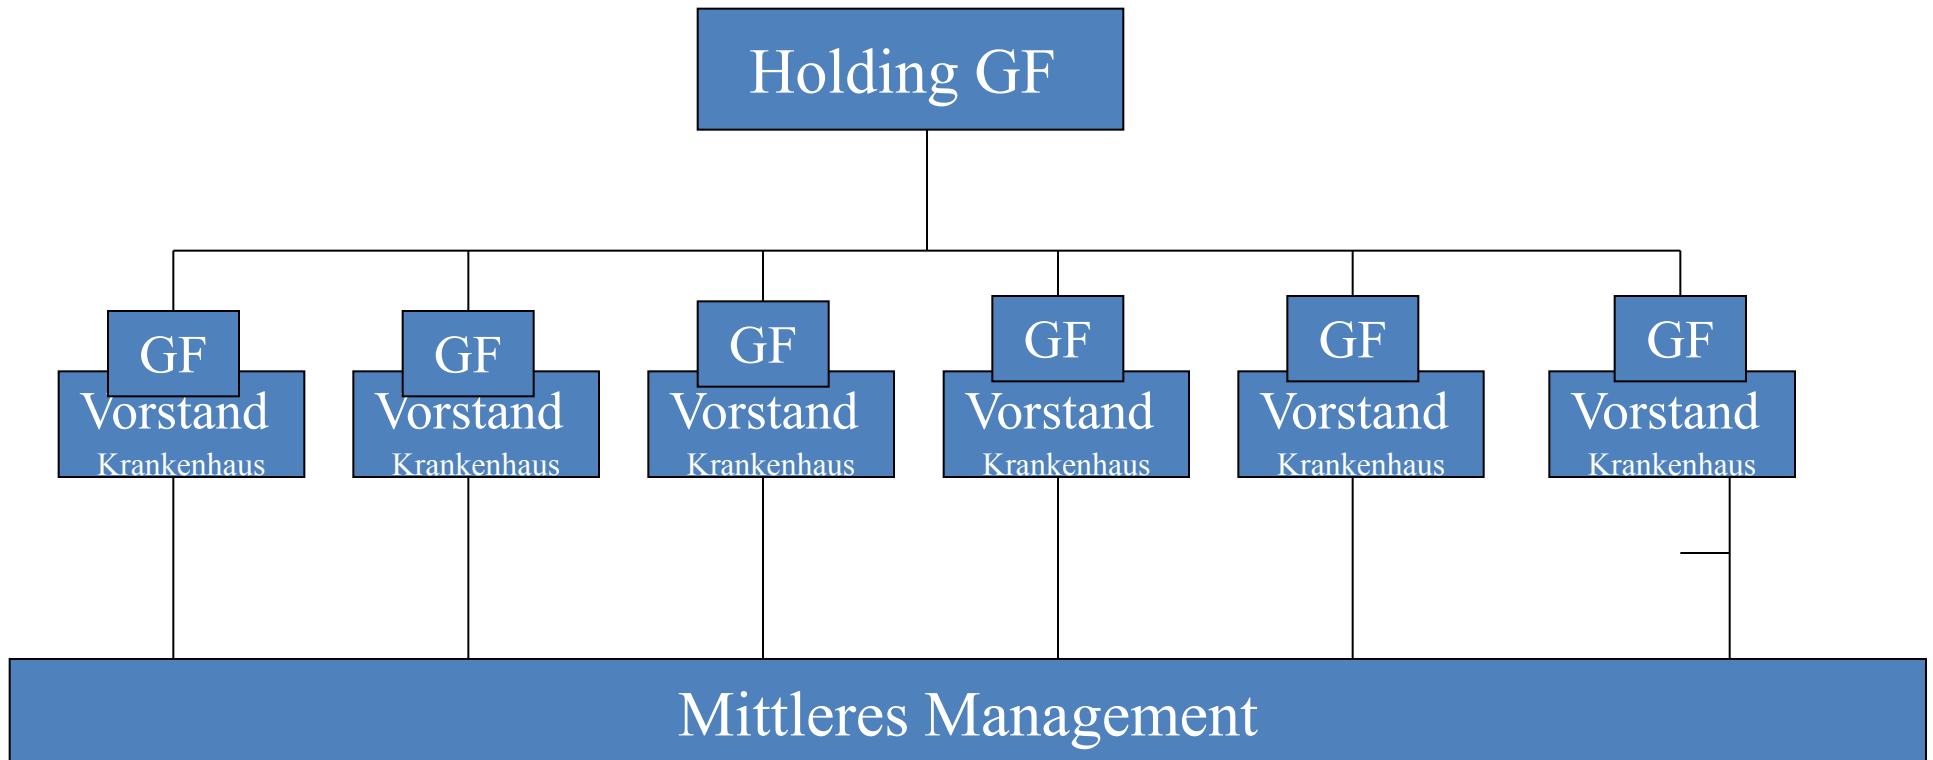 Holding GF
GF
GF
GF
GF
GF
GF
Vorstand
Krankenhaus
Vorstand
Krankenhaus
Vorstand
Krankenhaus
Vorstand
Krankenhaus
Vorstand
Krankenhaus
Vorstand
Krankenhaus
Mittleres Management